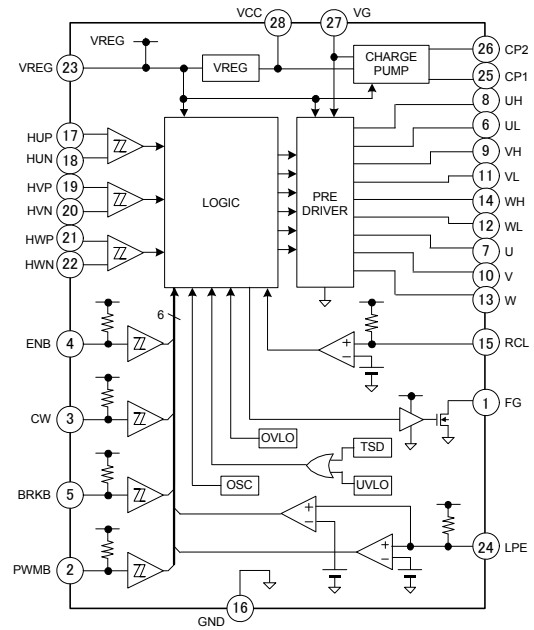 VCC
VG
28
27
VREG
VREG
23
VREG
CHARGE
PUMP
26 CP2
25 CP1
8 UH
6 UL
9 VH
11 VL
14 WH
12 WL
7 U
10 V
13 W
HUP 17
HUN 18
HVP 19
HVN 20
HWP 21
HWN 22
LOGIC
PRE
DRIVER
6
ENB 4
+
-
15 RCL
CW 3
1 FG
OVLO
TSD
BRKB 5
OSC
UVLO
+
-
+
-
24 LPE
PWMB 2
GND 16